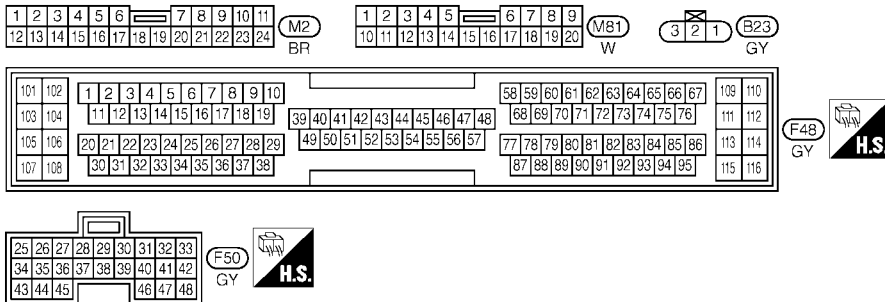 1 2 3 4 5 6 7 8 9 10 11
12 13 14 15 16 17 18 19 20 21 22 23 24
M2
BR
1 2 3 4 5 6 7 8 9
10 11 12 13 14 15 16 17 18 19 20
M81
W
3 2 1
B23
GY
101 102
103 104
105 106
107 108
1 2 3 4 5 6 7 8 9 10
11 12 13 14 15 16 17 18 19
20 21 22 23 24 25 26 27 28 29
30 31 32 33 34 35 36 37 38
39 40 41 42 43 44 45 46 47 48
49 50 51 52 53 54 55 56 57
58 59 60 61 62 63 64 65 66 67
68 69 70 71 72 73 74 75 76
77 78 79 80 81 82 83 84 85 86
87 88 89 90 91 92 93 94 95
109 110
111 112
113 114
115 116
F48
GY
H.S.
25 26 27 28 29 30 31 32 33
34 35 36 37 38 39 40 41 42
43 44 45 46 47 48
F50
GY
H.S.